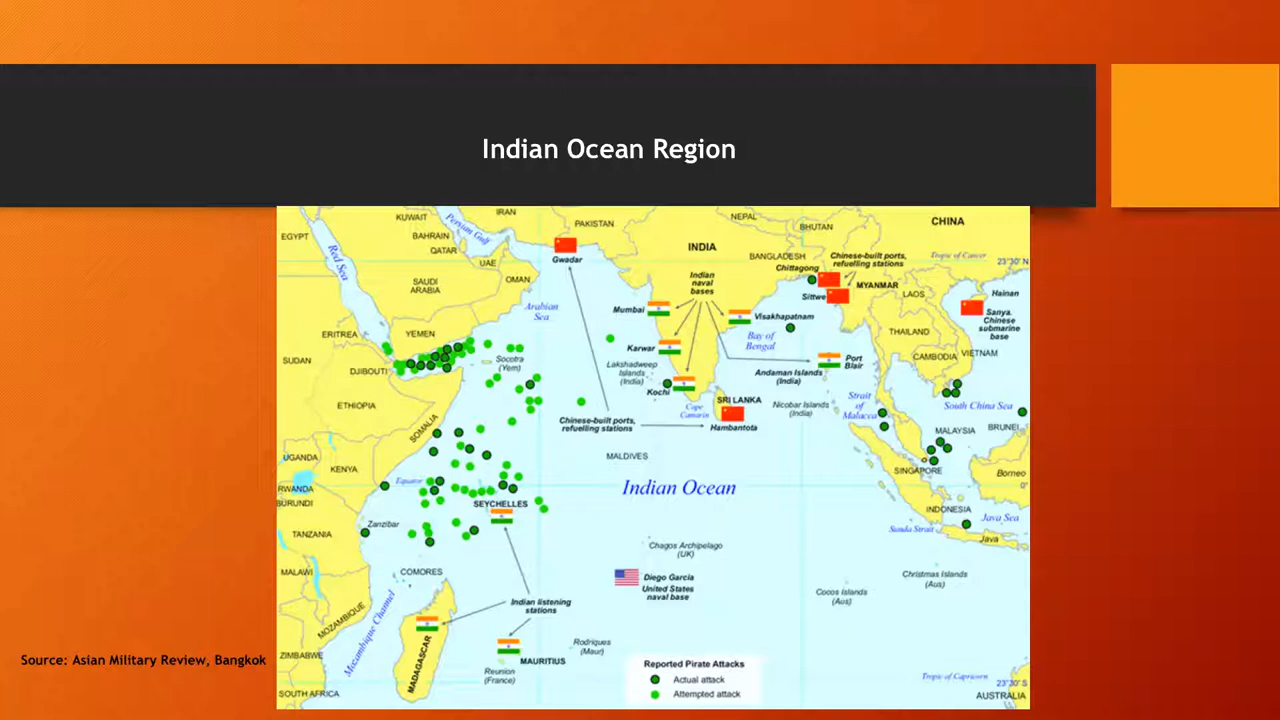 Indian Ocean Region
IRAN
PAKISTAN
NEPAL
BHUTAN
CHINA
KUWAIT
Persian Gulf
EGYPT
BAHRAIN
QATAR
Red Sea
UAE
OMAN
SAUDI
ARABIA
Gwadar
INDIA
BANGLADESH
Chittagong
Chinese-built ports,
refuelling stations
Tropic of Cancer
23°30' N
Sittwe
MYANMAR
LAOS
Hainan
Sanya.
Chinese
submarine
base
Indian
naval
bases
Arabian
Sea
Mumbai
Visakhapatnam
Bay of
Bengal
Karwar
ERITREA
YEMEN
SUDAN
DJIBOUTI
Socotra
(Yem)
Lakshadweep
Islands
(India)
Kochi
Port
Blair
Andaman Islands
(India)
THAILAND
CAMBODIA
VIETNAM
ETHIOPIA
SOMALIA
Cape
Camaris
SRI LANKA
Hambantota
Nicobar Islands
(India)
Strait
of
Malacca
South China Sea
Chinese-built ports,
refuelling stations
MALAYSIA
BRUNEI
UGANDA
KENYA
MALDIVES
SINGAPORE
Borneo
RWANDA
BURUNDI
Equator
Indian Ocean
0°
SEYCHELLES
INDONESIA
Java Sea
Sunda Strait
Java
Zanzibar
TANZANIA
Chagos Archipelago
(UK)
MALAWI
COMORES
Diego Garcia
United States
naval base
Christmas Islands
(Aus)
Cocos Islands
(Aus)
Indian listening
stations
MOZAMBIQUE
Mozambique Channel
MADAGASCAR
ZIMBABWE
Rodriques
(Maur)
MAURITIUS
Reunion
(France)
SOUTH AFRICA
Reported Pirate Attacks
Actual attack
Attempted attack
Tropic of Capricorn
23°30' S
AUSTRALIA
Source: Asian Military Review, Bangkok